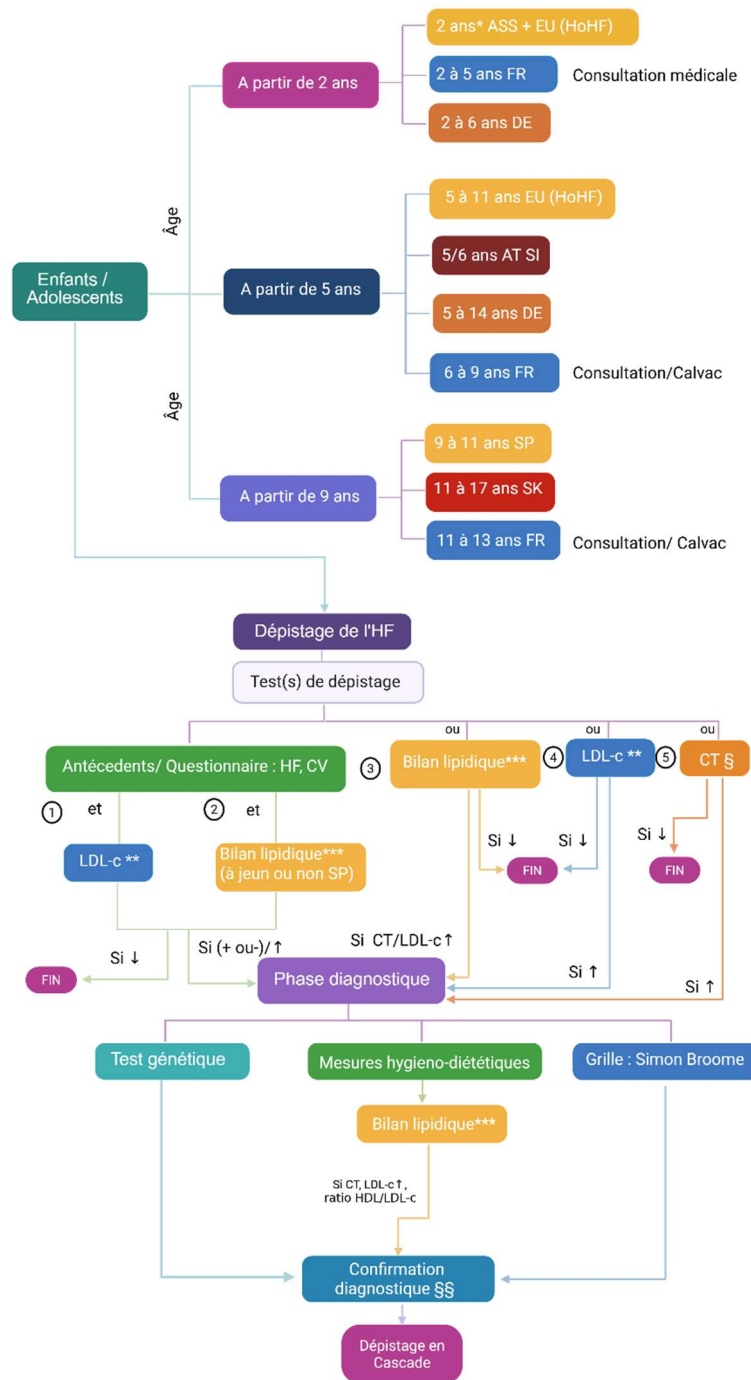 2 ans* ASS + EU (HoHF)
A partir de 2 ans
2 à 5 ans FR
Consultation médicale
2 à 6 ans DE
Âge
5 à 11 ans EU (HoHF)
5/6 ans AT SI
Enfants /
Adolescents
A partir de 5 ans
5 à 14 ans DE
6 à 9 ans FR
Consultation/Calvac
Âge
9 à 11 ans SP
A partir de 9 ans
11 à 17 ans SK
11 à 13 ans FR
Consultation/ Calvac
Dépistage de l'HF
Test(s) de dépistage
ou
ou
ou
Antécedents/ Questionnaire : HF, CV
3
Bilan lipidique***
4
LDL-c **
5
CT §
1
et
2
et
LDL-c **
Bilan lipidique***
(à jeun ou non SP)
Si ↓
Si ↓
Si ↓
FIN
FIN
Si ↓
Si (+ ou-)/↑
Si CT/LDL-c↑
FIN
Phase diagnostique
Si ↑
Si ↑
Test génétique
Mesures hygieno-diététiques
Grille : Simon Broome
Bilan lipidique***
Si CT, LDL-c↑,
ratio HDL/LDL-c
Confirmation
diagnostique §§
Dépistage en
Cascade